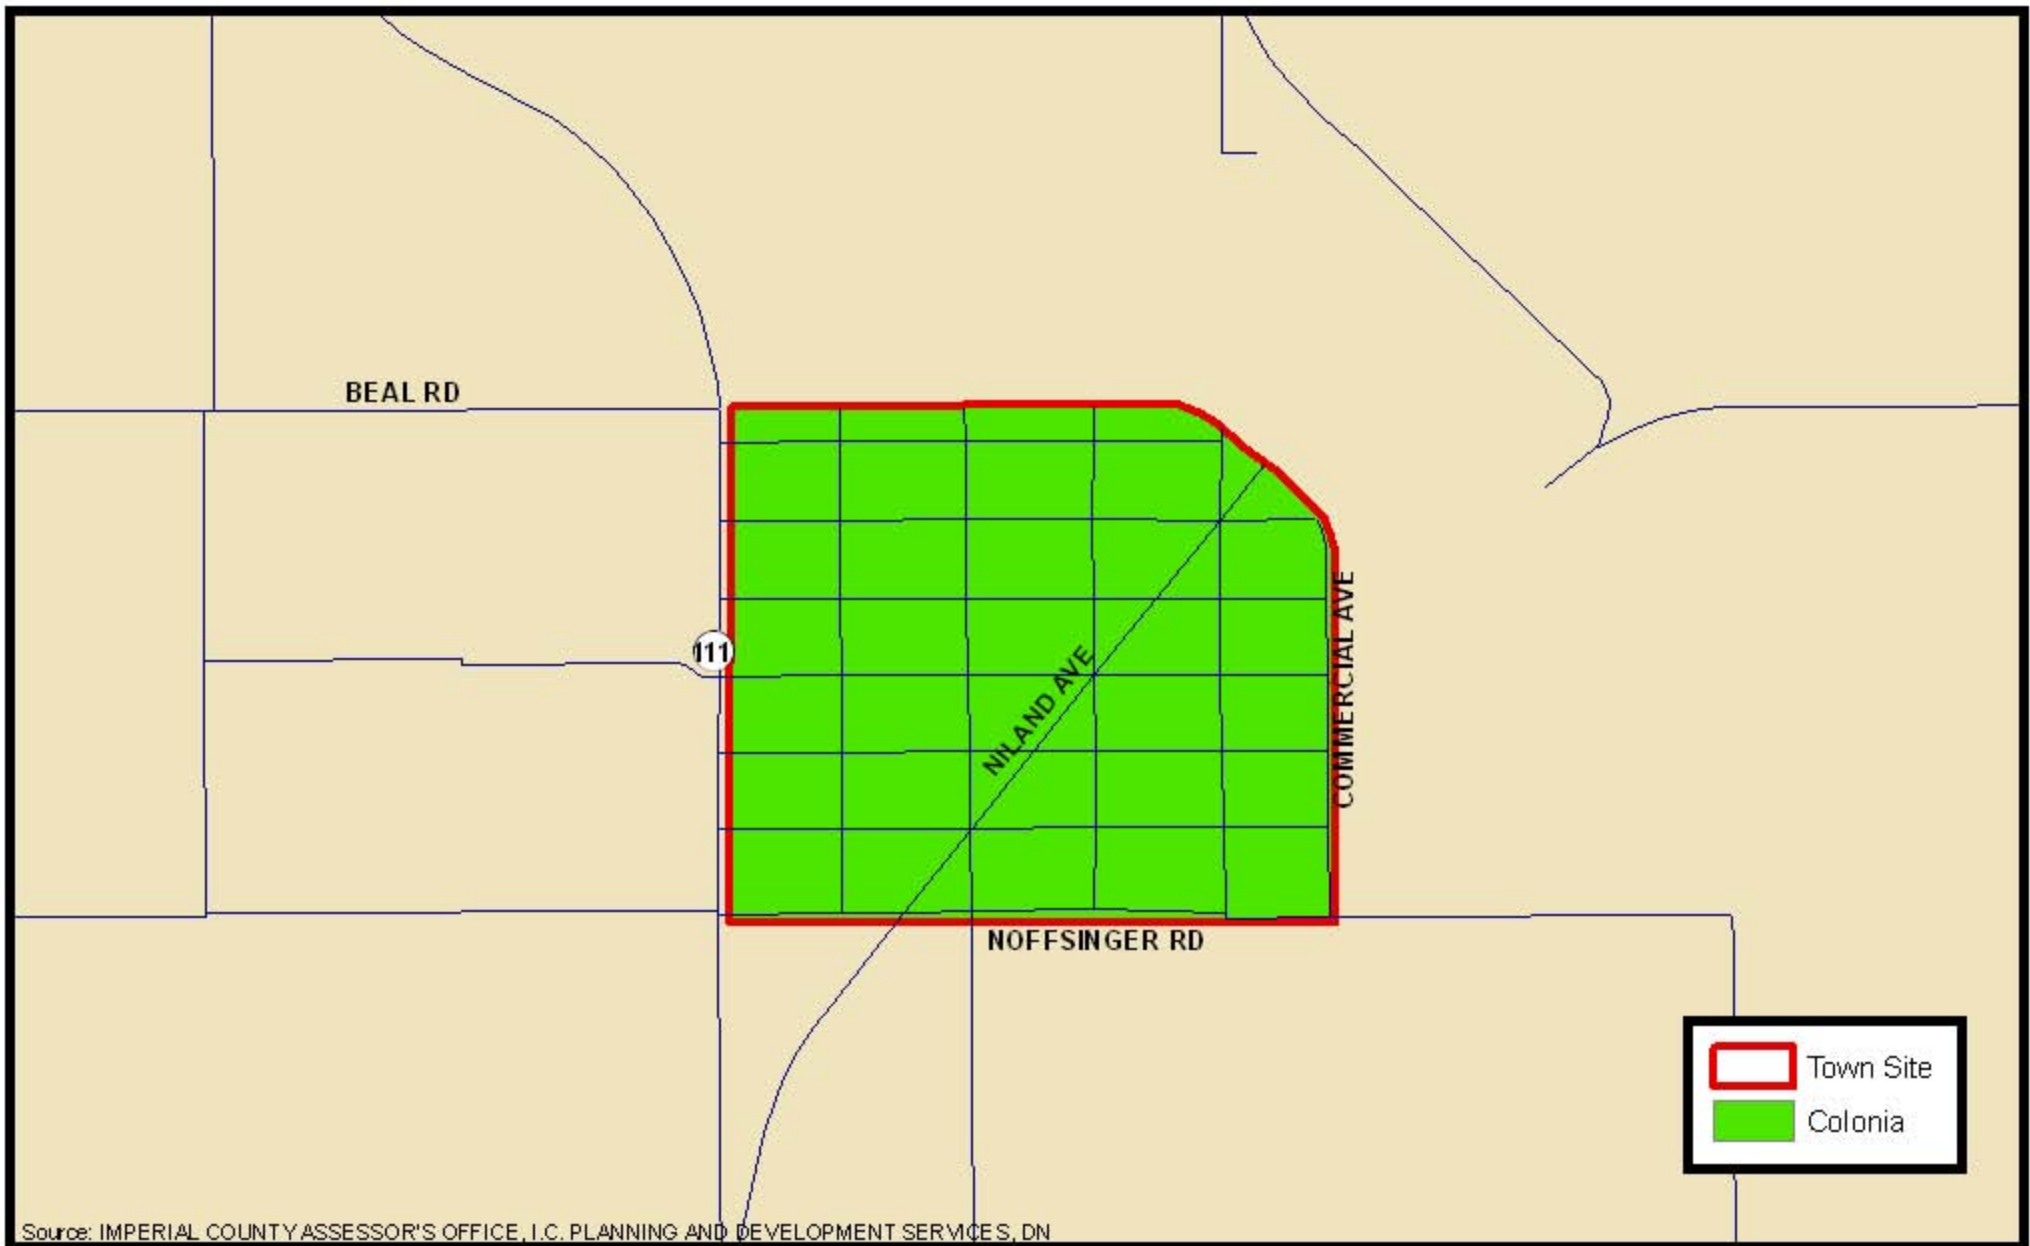 BEAL RD
111
NILAND AVE
COMMERCIAL AVE
NOFFSINGER RD
Town Site
Colonia
Source: IMPERIAL COUNTY ASSESSOR'S OFFICE, I.C. PLANNING AND DEVELOPMENT SERVICES, DN